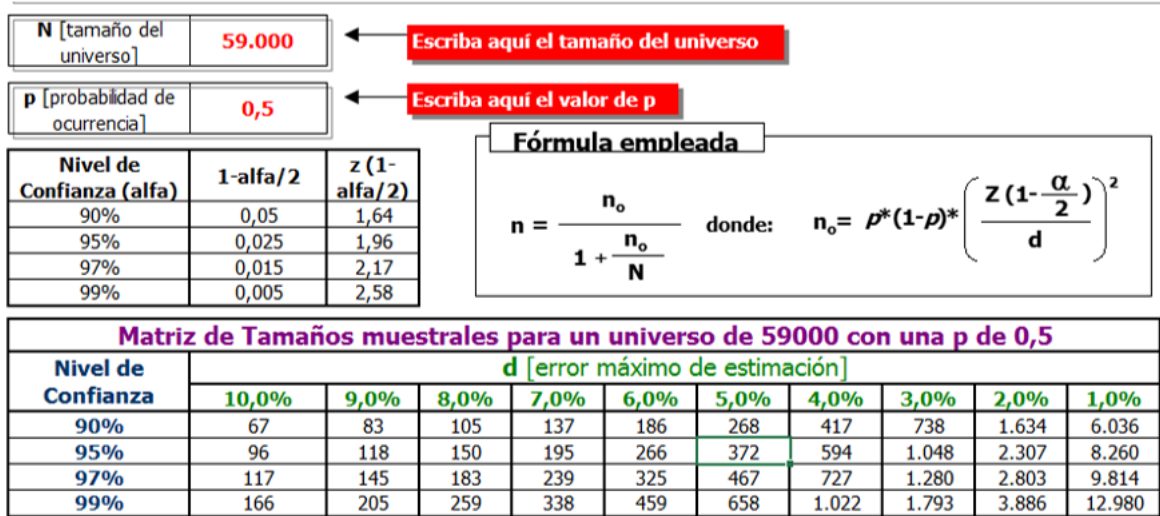 N [tamaño del universo] 59.000 Escriba aquí el tamaño del universo
p [probabilidad de ocurrencia] 0,5 Escriba aquí el valor de p
Nivel de Confianza (alfa) 1-alfa/2 z (1-alfa/2)
90% 0,05 1,64
95% 0,025 1,96
97% 0,015 2,17
99% 0,005 2,58
Fórmula empleada
n = n₀ / (1 + n₀ / N) donde: n₀= p*(1-p)* ( Z (1- α / 2 ) / d )²
Matriz de Tamaños muestrales para un universo de 59000 con una p de 0,5
Nivel de Confianza d [error máximo de estimación]
10,0% 9,0% 8,0% 7,0% 6,0% 5,0% 4,0% 3,0% 2,0% 1,0%
90% 67 83 105 137 186 268 417 738 1.634 6.036
95% 96 118 150 195 266 372 594 1.048 2.307 8.260
97% 117 145 183 239 325 467 727 1.280 2.803 9.814
99% 166 205 259 338 459 658 1.022 1.793 3.886 12.980